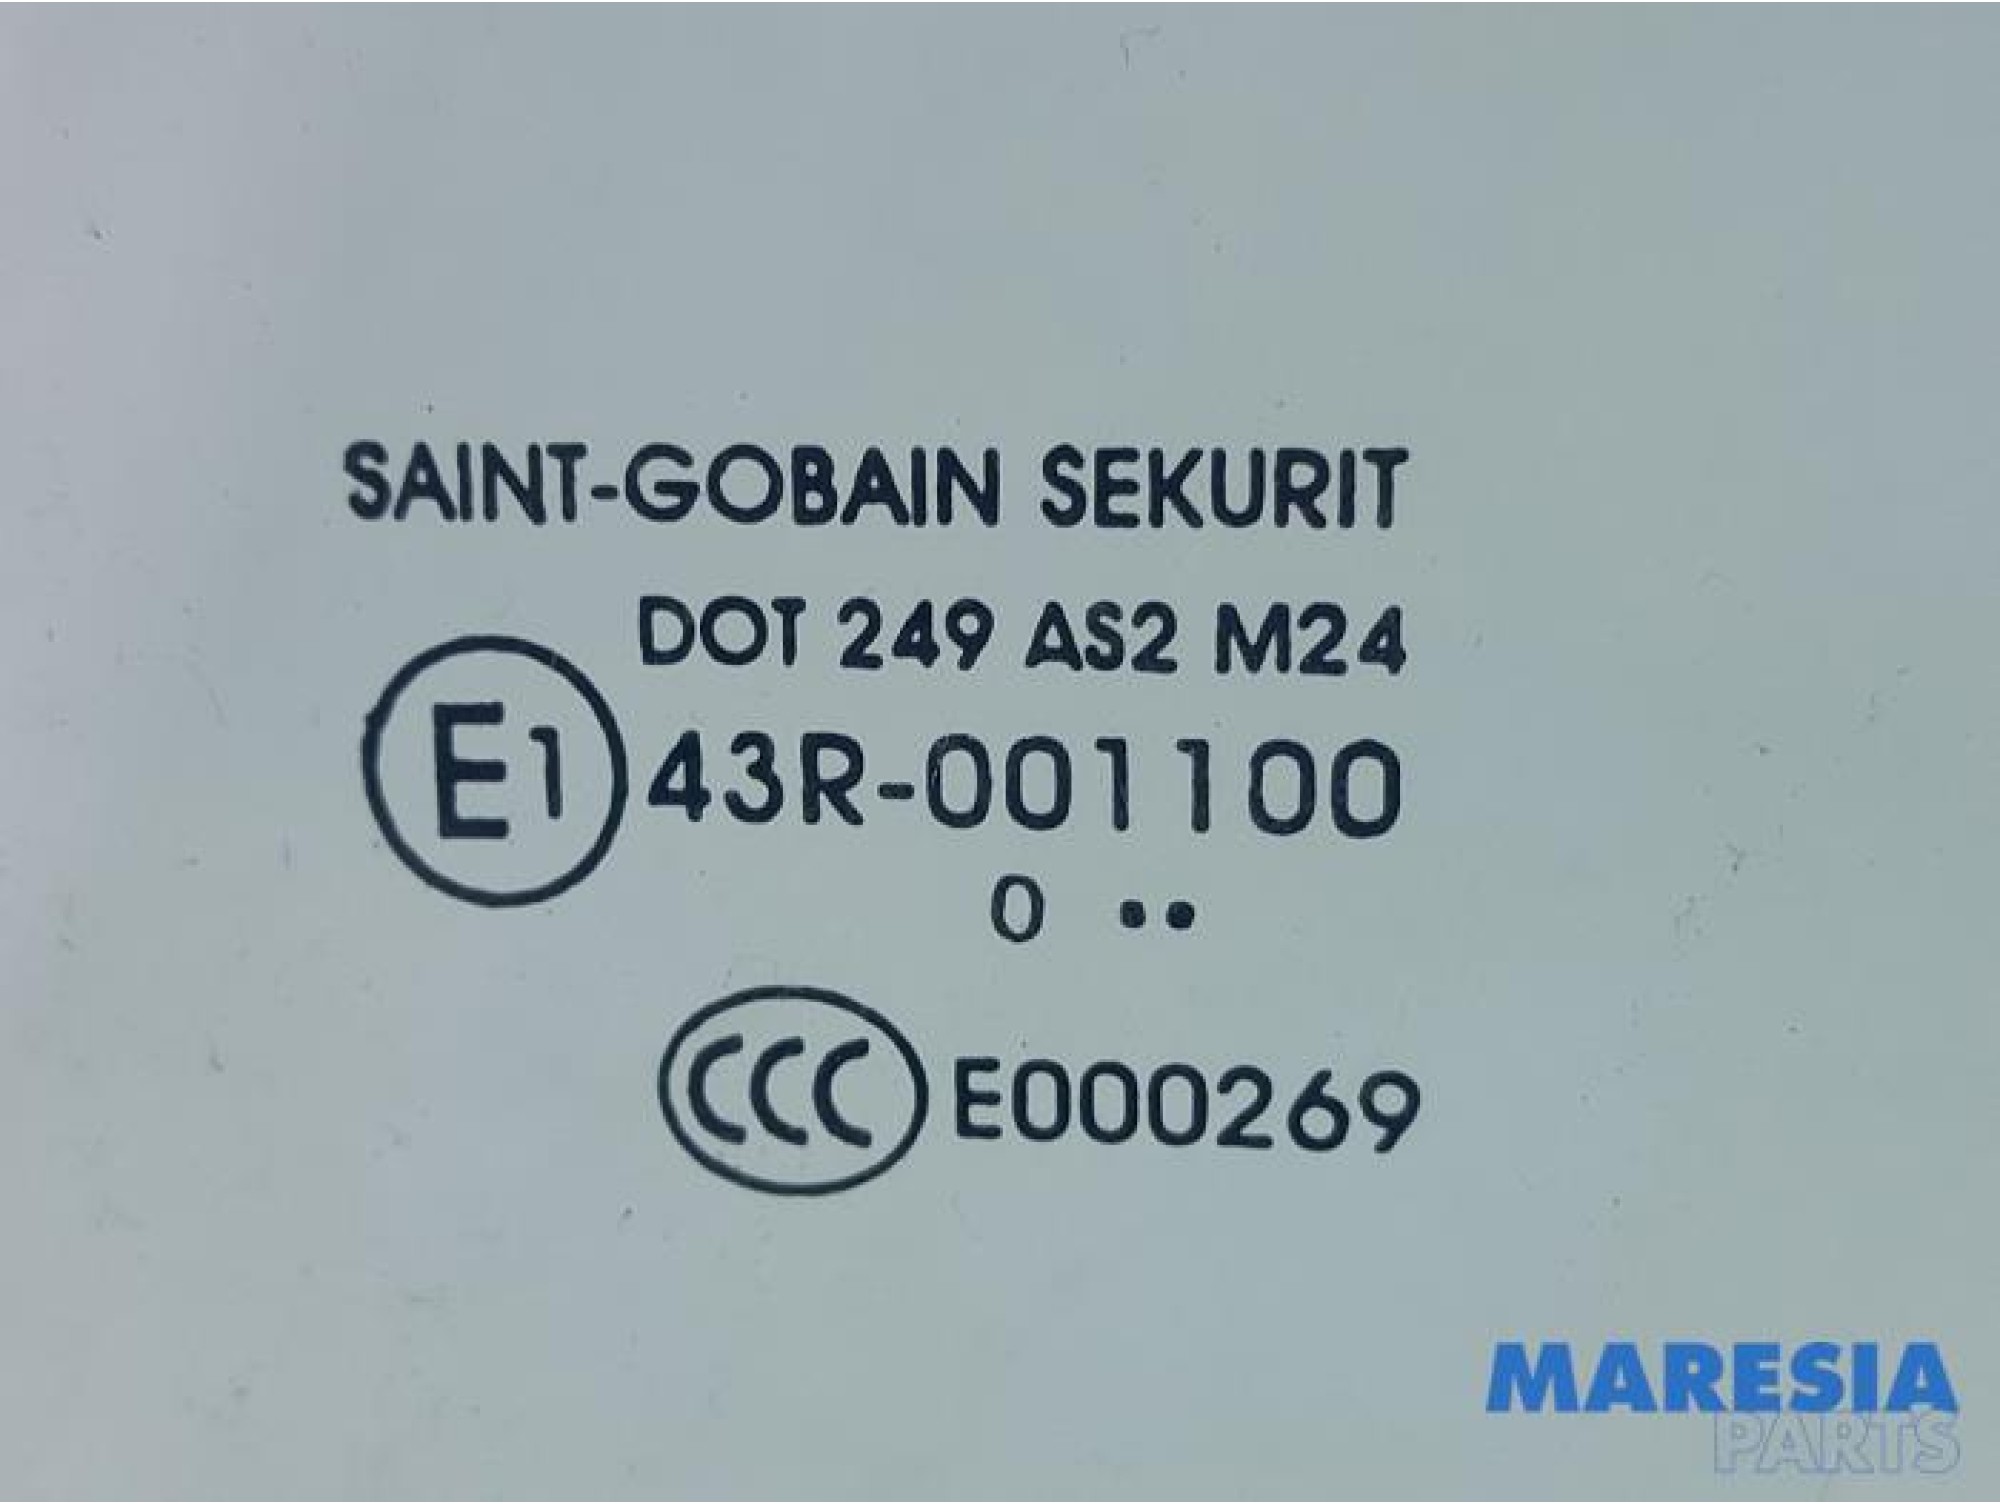 SAINT-GOBAIN SEKURIT
DOT 249 AS2 M24
E1 43R-001100
0 ••
CCC E000269
MARESIA
PARTS